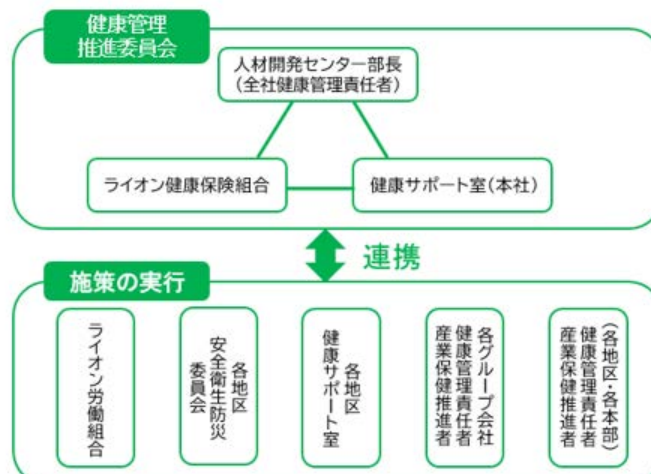 健康管理
推進委員会
人材開発センター部長
(全社健康管理責任者)
ライオン健康保険組合
健康サポート室(本社)
連携
施策の実行
ライオン労働組合
各地区
安全衛生防災
委員会
各地区
健康サポート室
各グループ会社
健康管理責任者
産業保健推進者
(各地区・各本部)
健康管理責任者
産業保健推進者